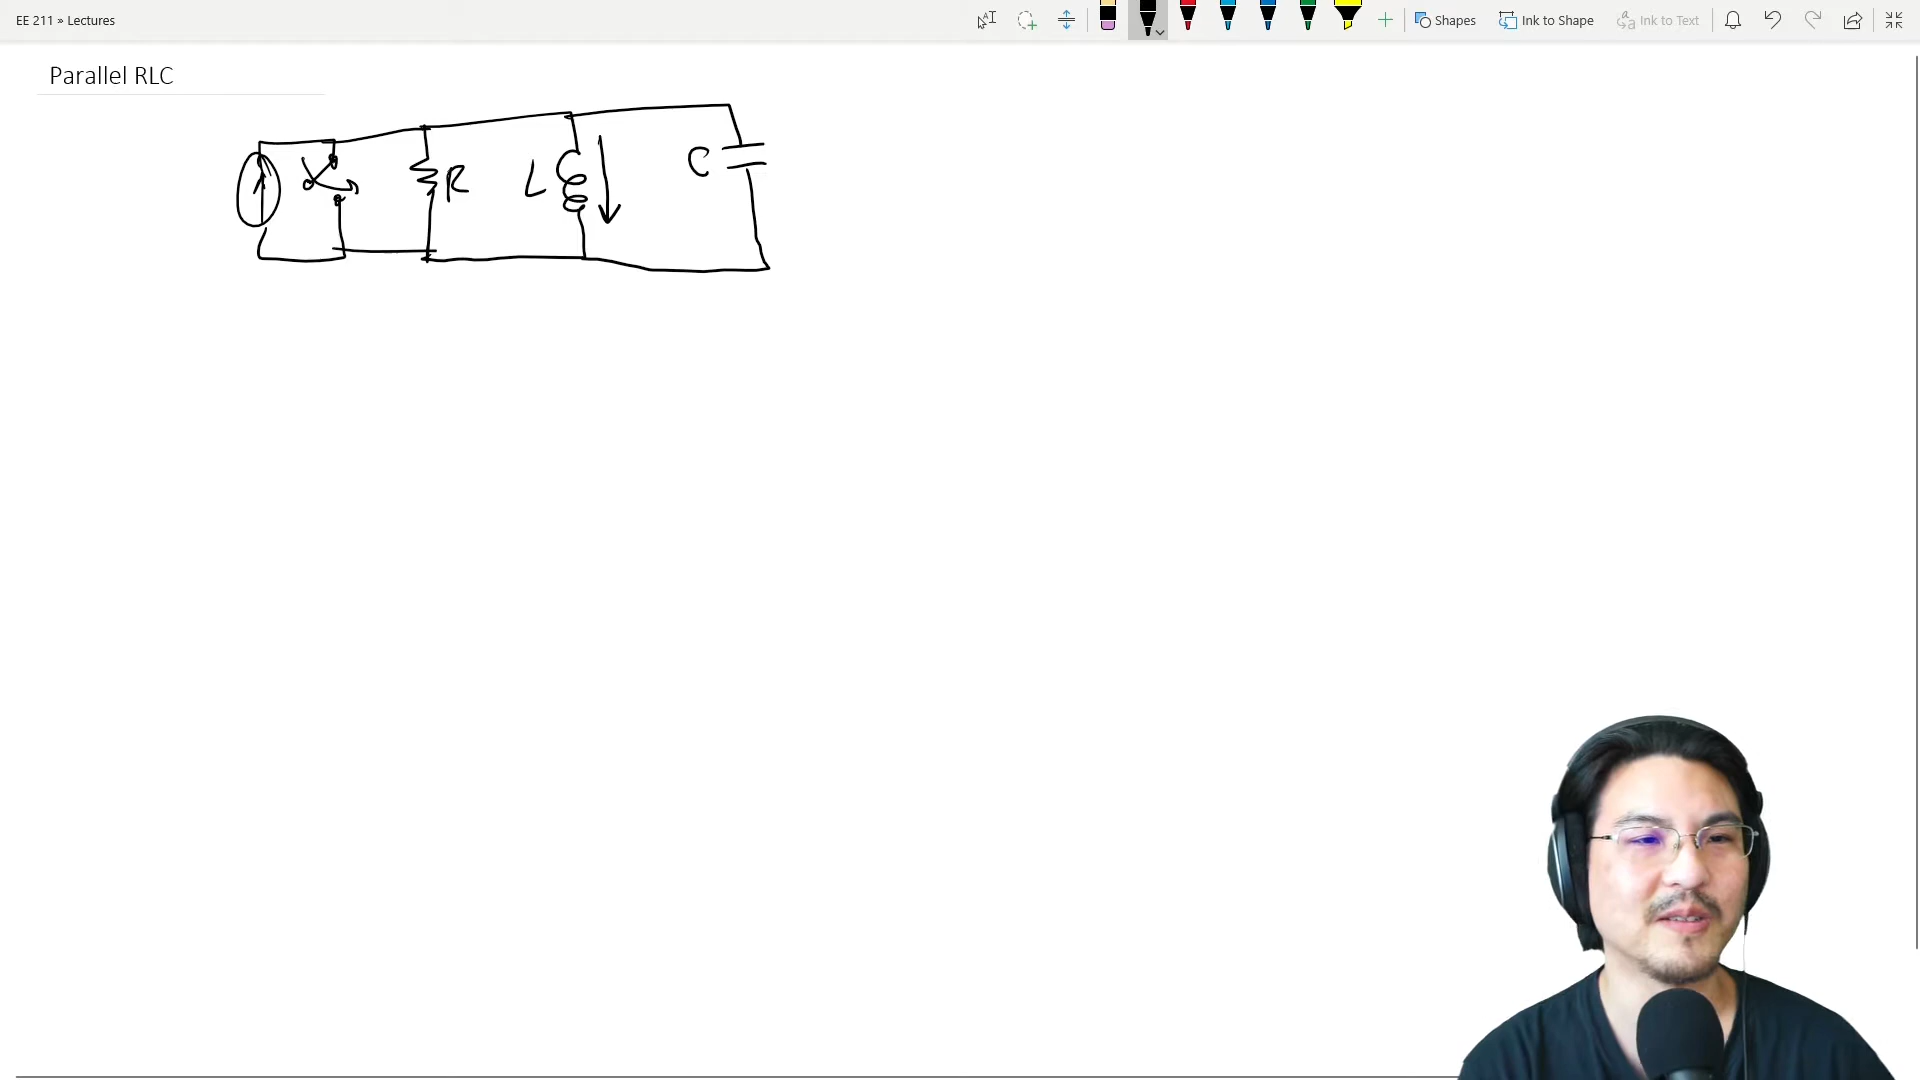 EE 211 » Lectures
Shapes
Ink to Shape
Ink to Text
Parallel RLC
R
L
C